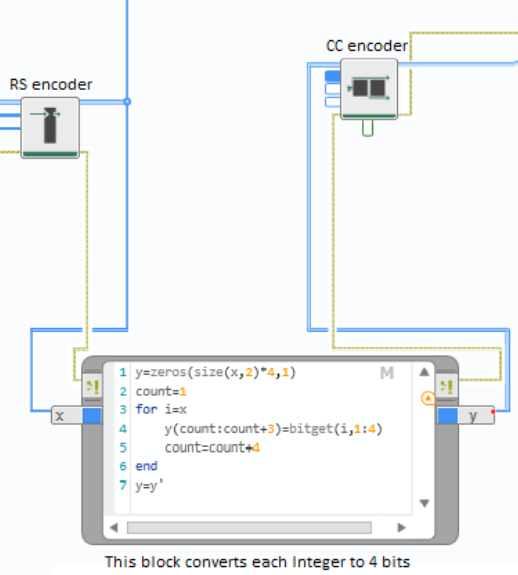 CC encoder
RS encoder
1 y=zeros(size(x,2)*4,1) M
2 count=1
3 for i=x
4 y(count:count+3)=bitget(i,1:4)
5 count=count+4
6 end
7 y=y'
x
y
This block converts each Integer to 4 bits